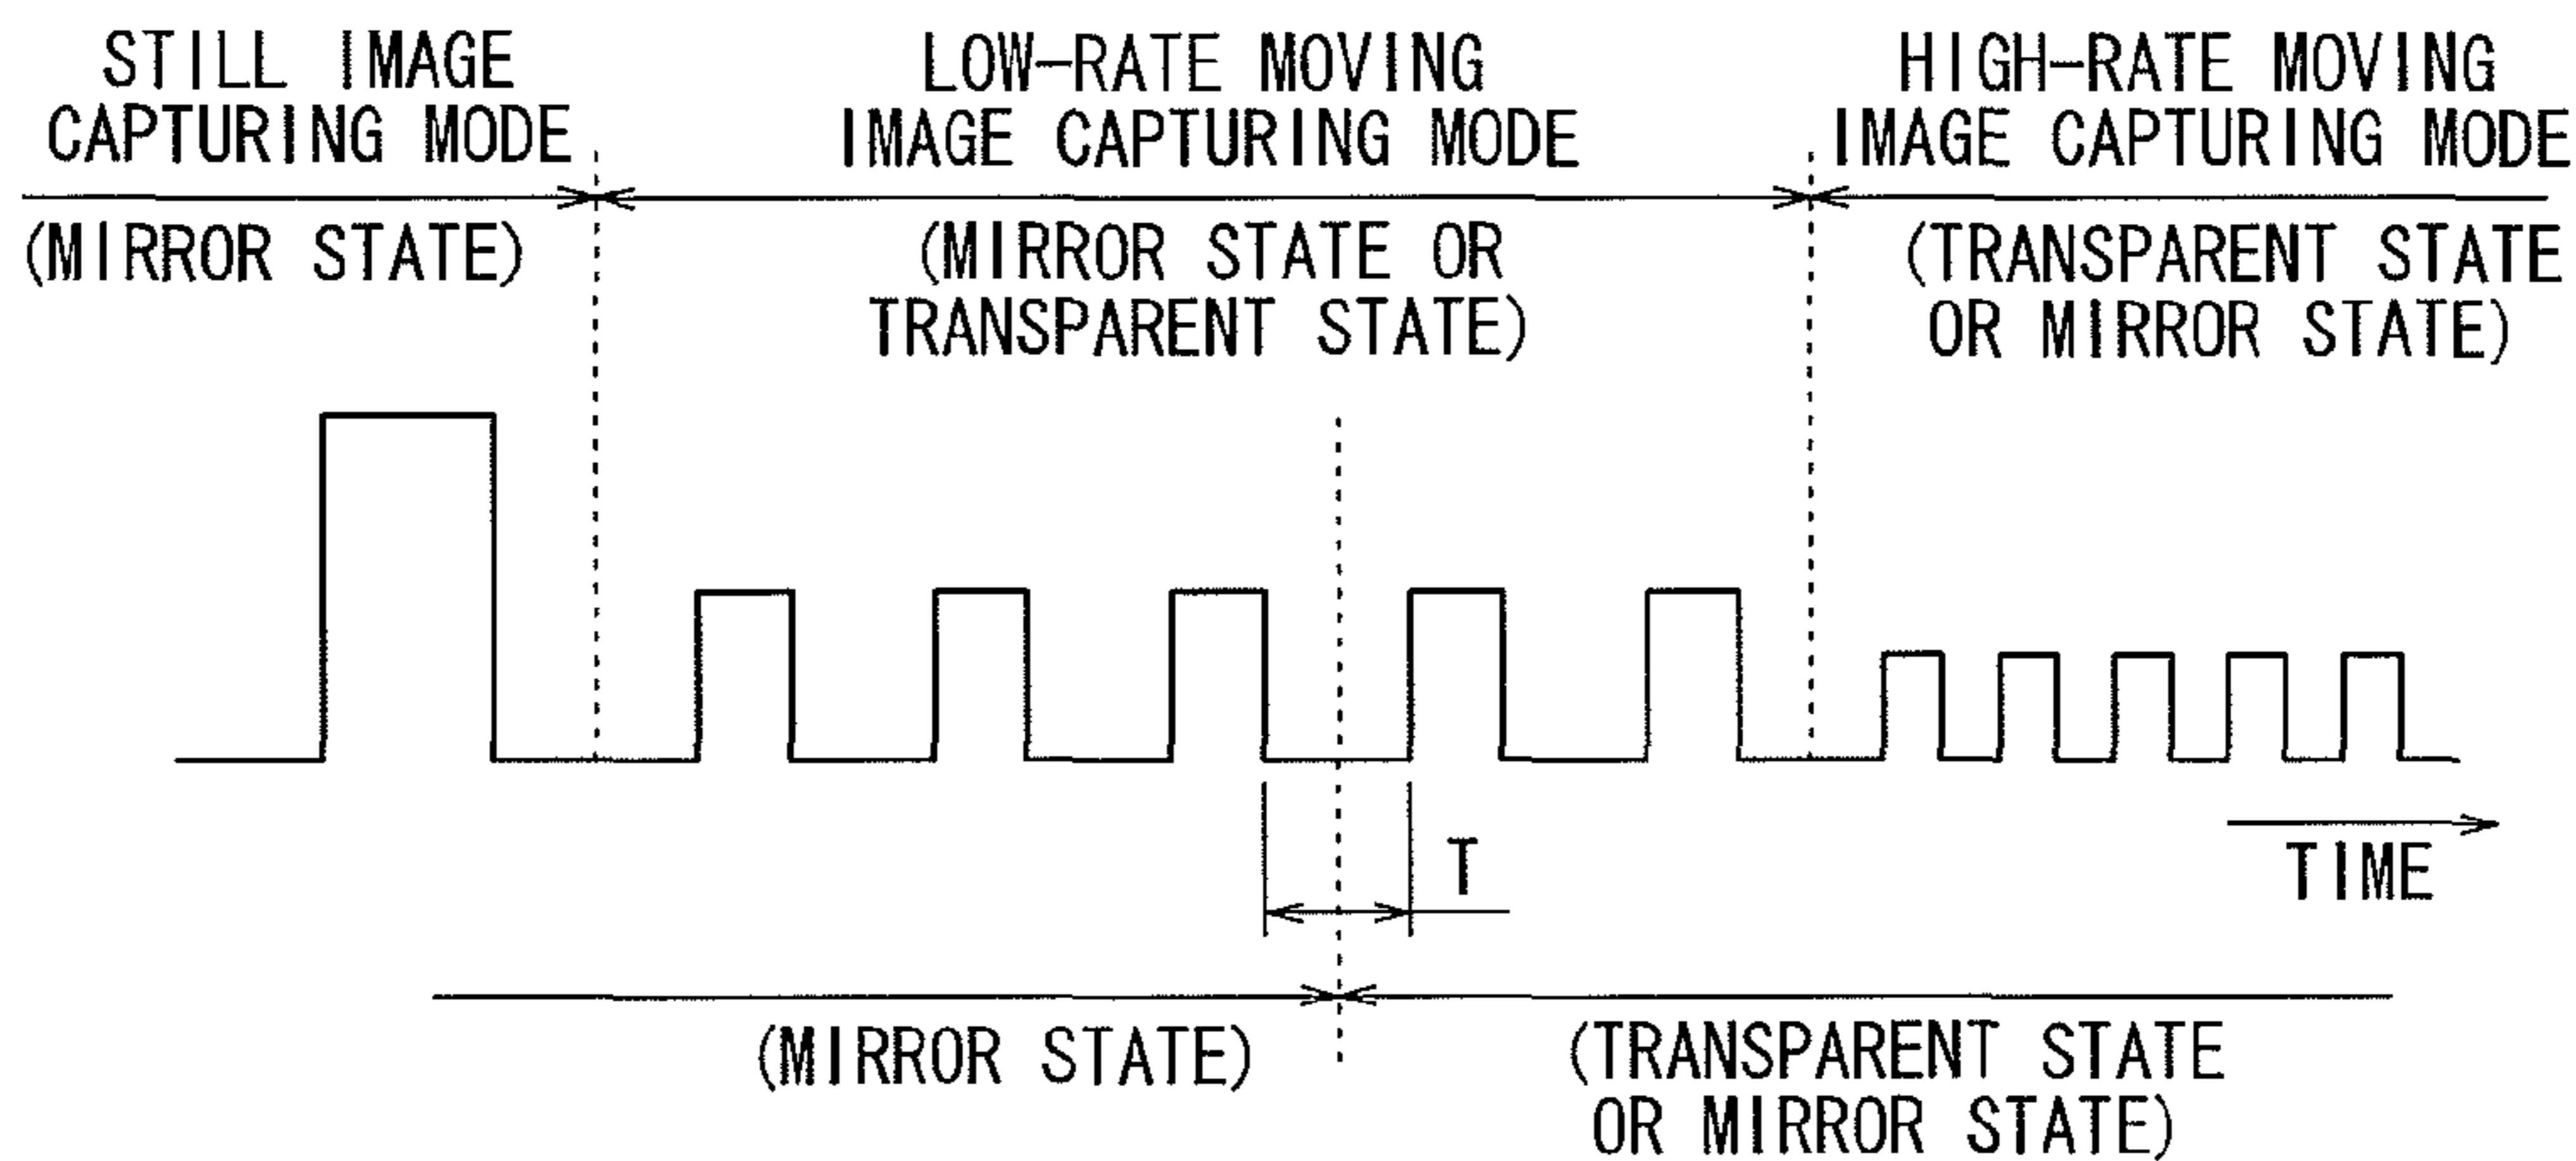 STILL IMAGE
CAPTURING MODE
(MIRROR STATE)
LOW-RATE MOVING
IMAGE CAPTURING MODE
(MIRROR STATE OR
TRANSPARENT STATE)
HIGH-RATE MOVING
IMAGE CAPTURING MODE
(TRANSPARENT STATE
OR MIRROR STATE)
T
TIME
(MIRROR STATE)
(TRANSPARENT STATE
OR MIRROR STATE)